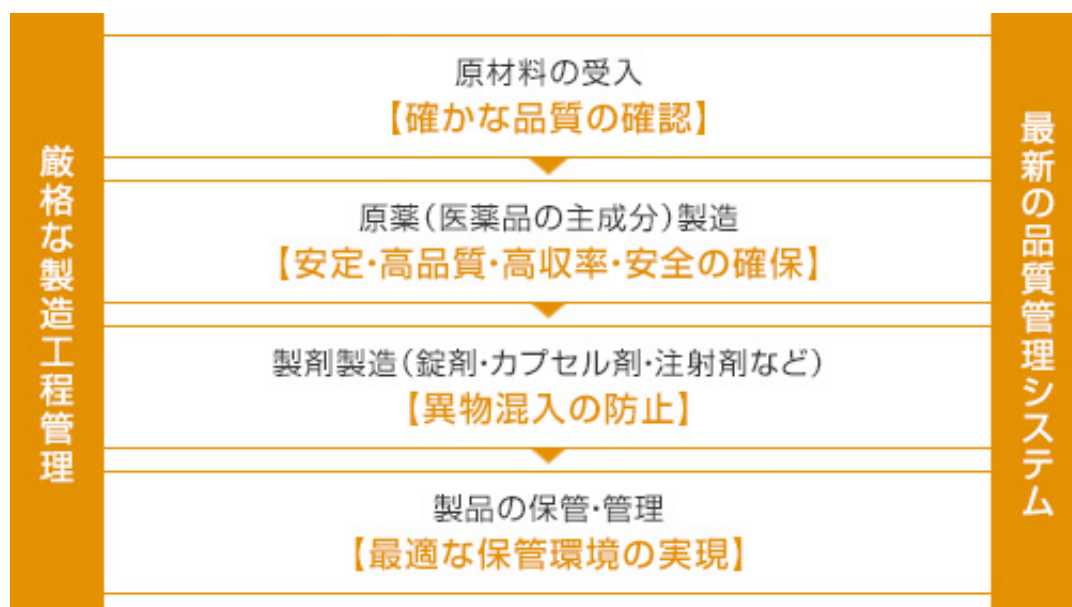 厳格な製造工程管理
原材料の受入
【確かな品質の確認】
原薬(医薬品の主成分)製造
【安定・高品質・高収率・安全の確保】
製剤製造(錠剤・カプセル剤・注射剤など)
【異物混入の防止】
製品の保管・管理
【最適な保管環境の実現】
最新の品質管理システム